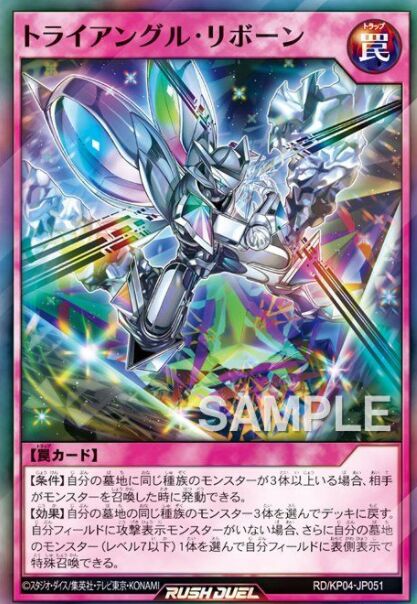 トライアングル・リボーン
トラップ
罠
SAMPLE
トラップ
【罠カード】
【条件】自分の墓地に同じ種族のモンスターが3体以上いる場合、相手
がモンスターを召喚した時に発動できる。
【効果】自分の墓地の同じ種族のモンスター3体を選んでデッキに戻す。
自分フィールドに攻撃表示モンスターがいない場合、さらに自分の墓地
のモンスター(レベル7以下)1体を選んで自分フィールドに表側表示で
特殊召喚できる。
©スタジオ・ダイス/集英社・テレビ東京・KONAMI
RUSH DUEL
RD/KP04-JP051